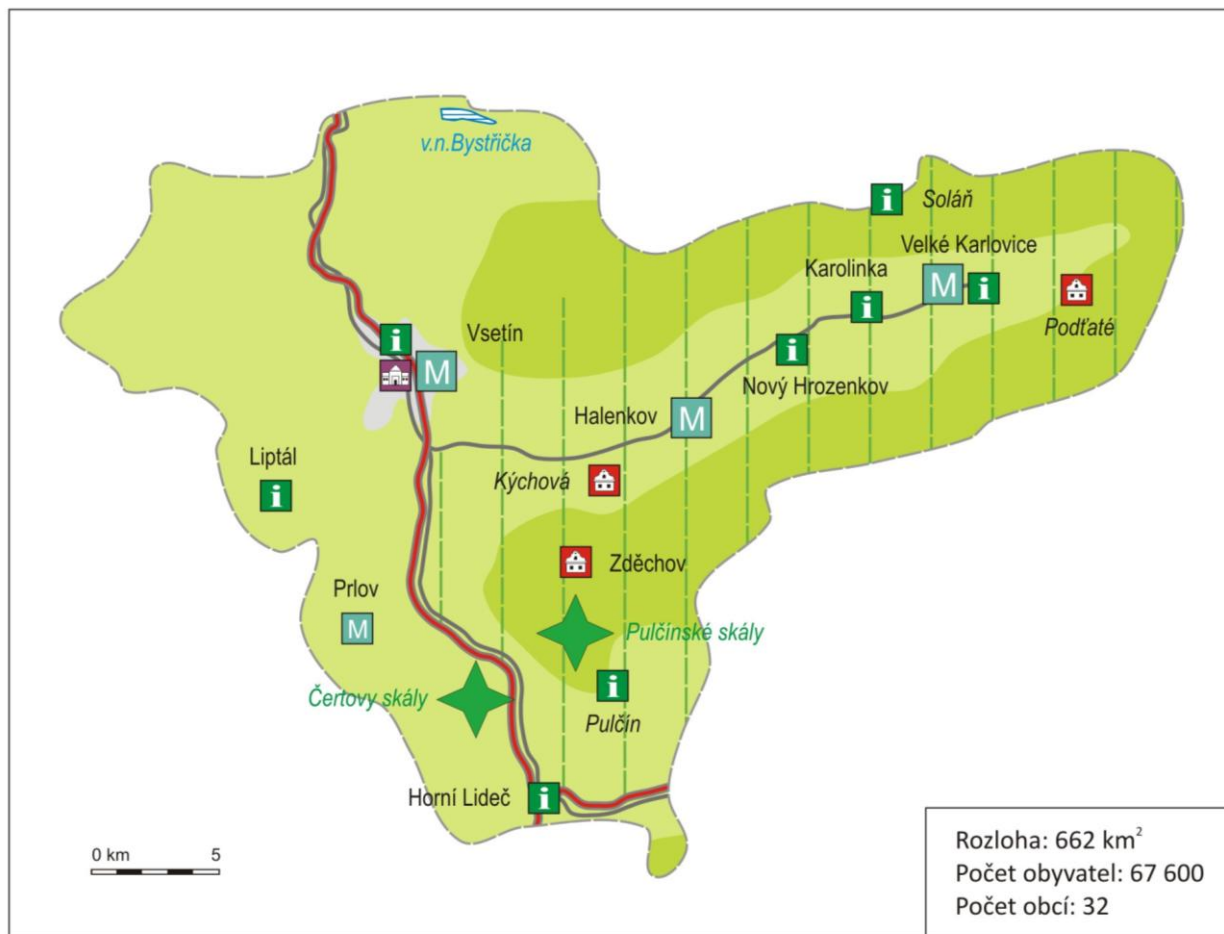 v.n.Bystřička
i
Soláň
Velké Karlovice
Karolinka
M i
i
i
Podťaté
i
Vsetín
M
Nový Hrozenkov
Halenkov
M
Liptál
Kýchová
i
Zděchov
Prlov
M
Pulčínské skály
Čertovy skály
i
Pulčín
Horní Lideč
i
0 km 5
Rozloha: 662 km²
Počet obyvatel: 67 600
Počet obcí: 32